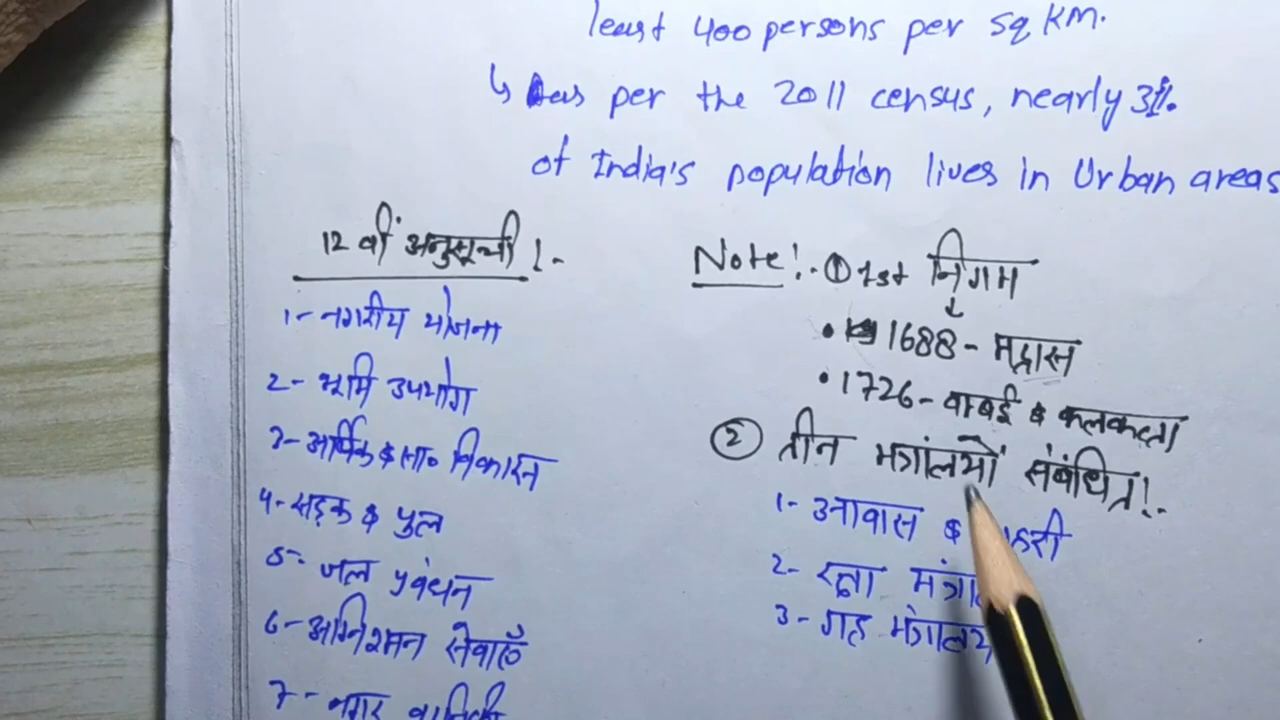 least 400 persons per sq km.
↳ as per the 2011 census, nearly 31%
of India's population lives in Urban areas
12 वीं अनुसूची :-
1- नगरीय योजना
2- भूमि उपयोग
3- आर्थिक & सा० विकास
4- सड़क & पुल
5- जल प्रबंधन
6- अग्निशमन सेवाएँ
7- नगर वानिकी
Note:- ① 1st निगम
↓
• 1688 - मद्रास
• 1726 - बम्बई & कलकत्ता
② तीन मंत्रालयों संबंधित :-
1- आवास &
2- रक्षा
3- गृह मंत्रालय